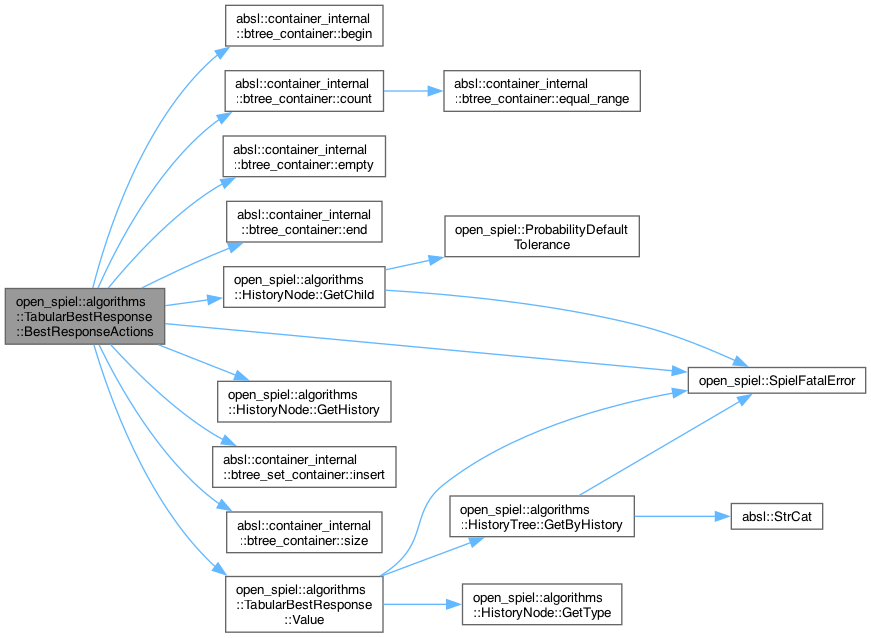 open_spiel::algorithms
::TabularBestResponse
::BestResponseActions
absl::container_internal
::btree_container::begin
absl::container_internal
::btree_container::count
absl::container_internal
::btree_container::equal_range
absl::container_internal
::btree_container::empty
absl::container_internal
::btree_container::end
open_spiel::algorithms
::HistoryNode::GetChild
open_spiel::ProbabilityDefault
Tolerance
open_spiel::SpielFatalError
open_spiel::algorithms
::HistoryNode::GetHistory
absl::container_internal
::btree_set_container::insert
absl::container_internal
::btree_container::size
open_spiel::algorithms
::TabularBestResponse
::Value
open_spiel::algorithms
::HistoryTree::GetByHistory
absl::StrCat
open_spiel::algorithms
::HistoryNode::GetType